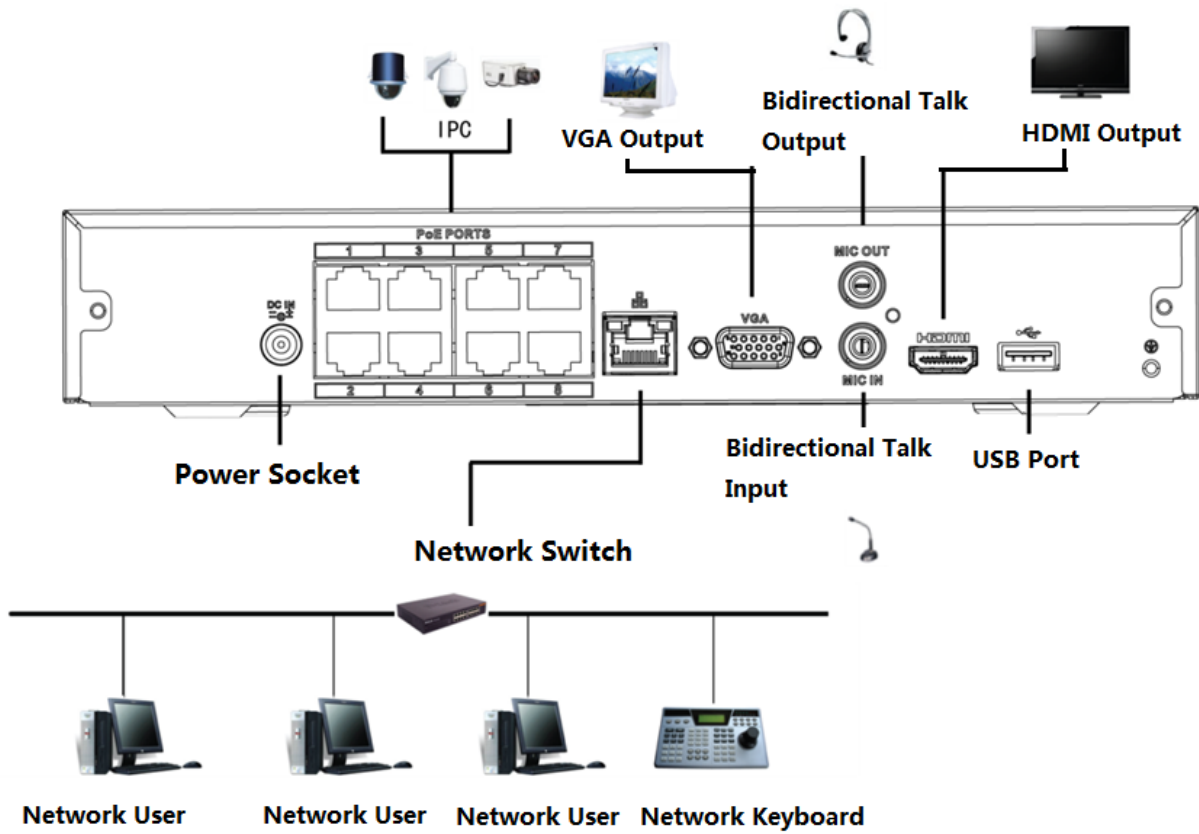 IPC
VGA Output
Bidirectional Talk
Output
HDMI Output
PoE PORTS
1 3 5 7
MIC OUT
DC IN
VGA
HDMI
MIC IN
2 4 6 8
Power Socket
Bidirectional Talk
Input
USB Port
Network Switch
Network User
Network User
Network User
Network Keyboard